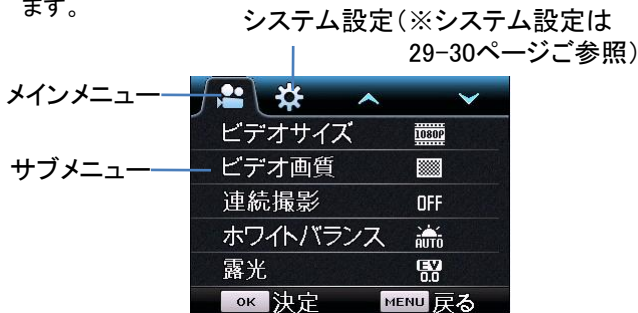 ます。
システム設定(※システム設定は
29-30ページご参照)
メインメニュー
サブメニュー
ビデオサイズ 1080P
ビデオ画質
連続撮影 OFF
ホワイトバランス AUTO
露光 EV 0.0
OK 決定 MENU 戻る